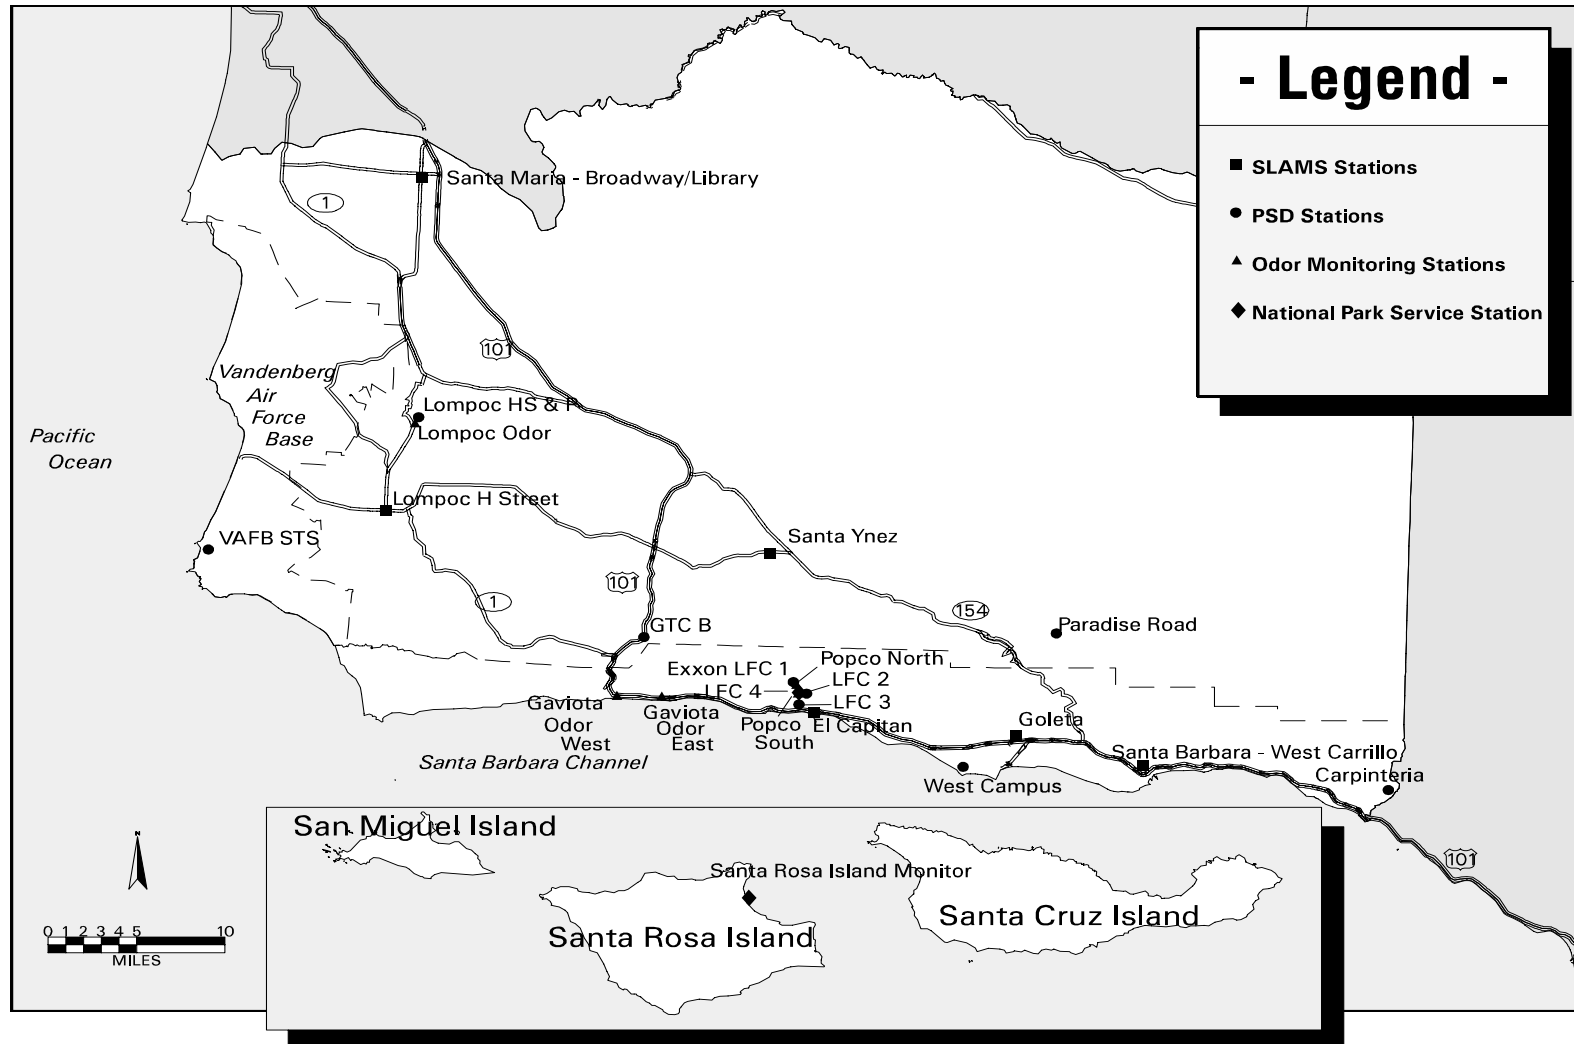 - Legend -
SLAMS Stations
PSD Stations
Odor Monitoring Stations
National Park Service Station
Santa Maria - Broadway/Library
1
101
Vandenberg
Air
Force
Base
Lompoc HS & P
Lompoc Odor
Pacific
Ocean
Lompoc H Street
VAFB STS
Santa Ynez
101
1
154
GTC B
Paradise Road
Exxon LFC 1
Popco North
LFC 2
LFC 4
LFC 3
Gaviota
Odor
West
Gaviota
Odor
East
Popco
South
El Capitan
Goleta
Santa Barbara Channel
Santa Barbara - West Carrillo
Carpinteria
West Campus
San Miguel Island
Santa Rosa Island Monitor
Santa Rosa Island
Santa Cruz Island
101
N
0 1 2 3 4 5 10
MILES